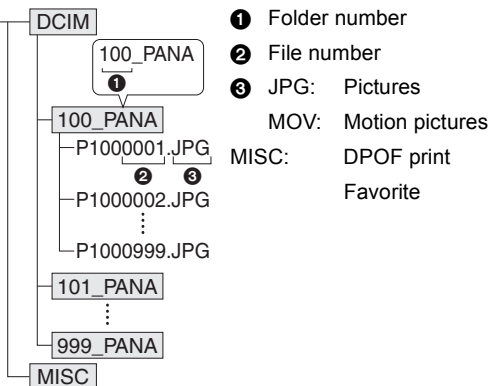 DCIM
100_PANA
❶
100_PANA
P1000001.JPG
❷ ❸
P1000002.JPG
P1000999.JPG
101_PANA
999_PANA
MISC
❶ Folder number
❷ File number
❸ JPG: Pictures
MOV: Motion pictures
MISC: DPOF print
Favorite